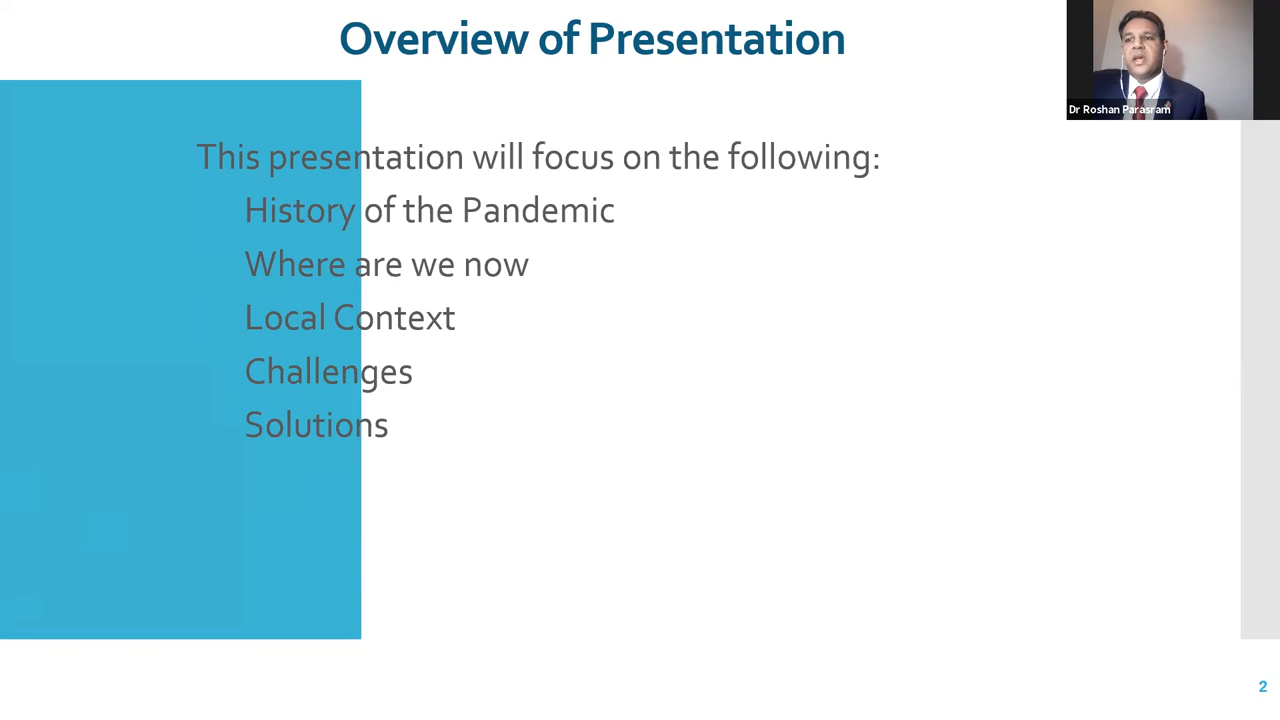 Overview of Presentation
Dr Roshan Parasram
This presentation will focus on the following:
History of the Pandemic
Where are we now
Local Context
Challenges
Solutions
2